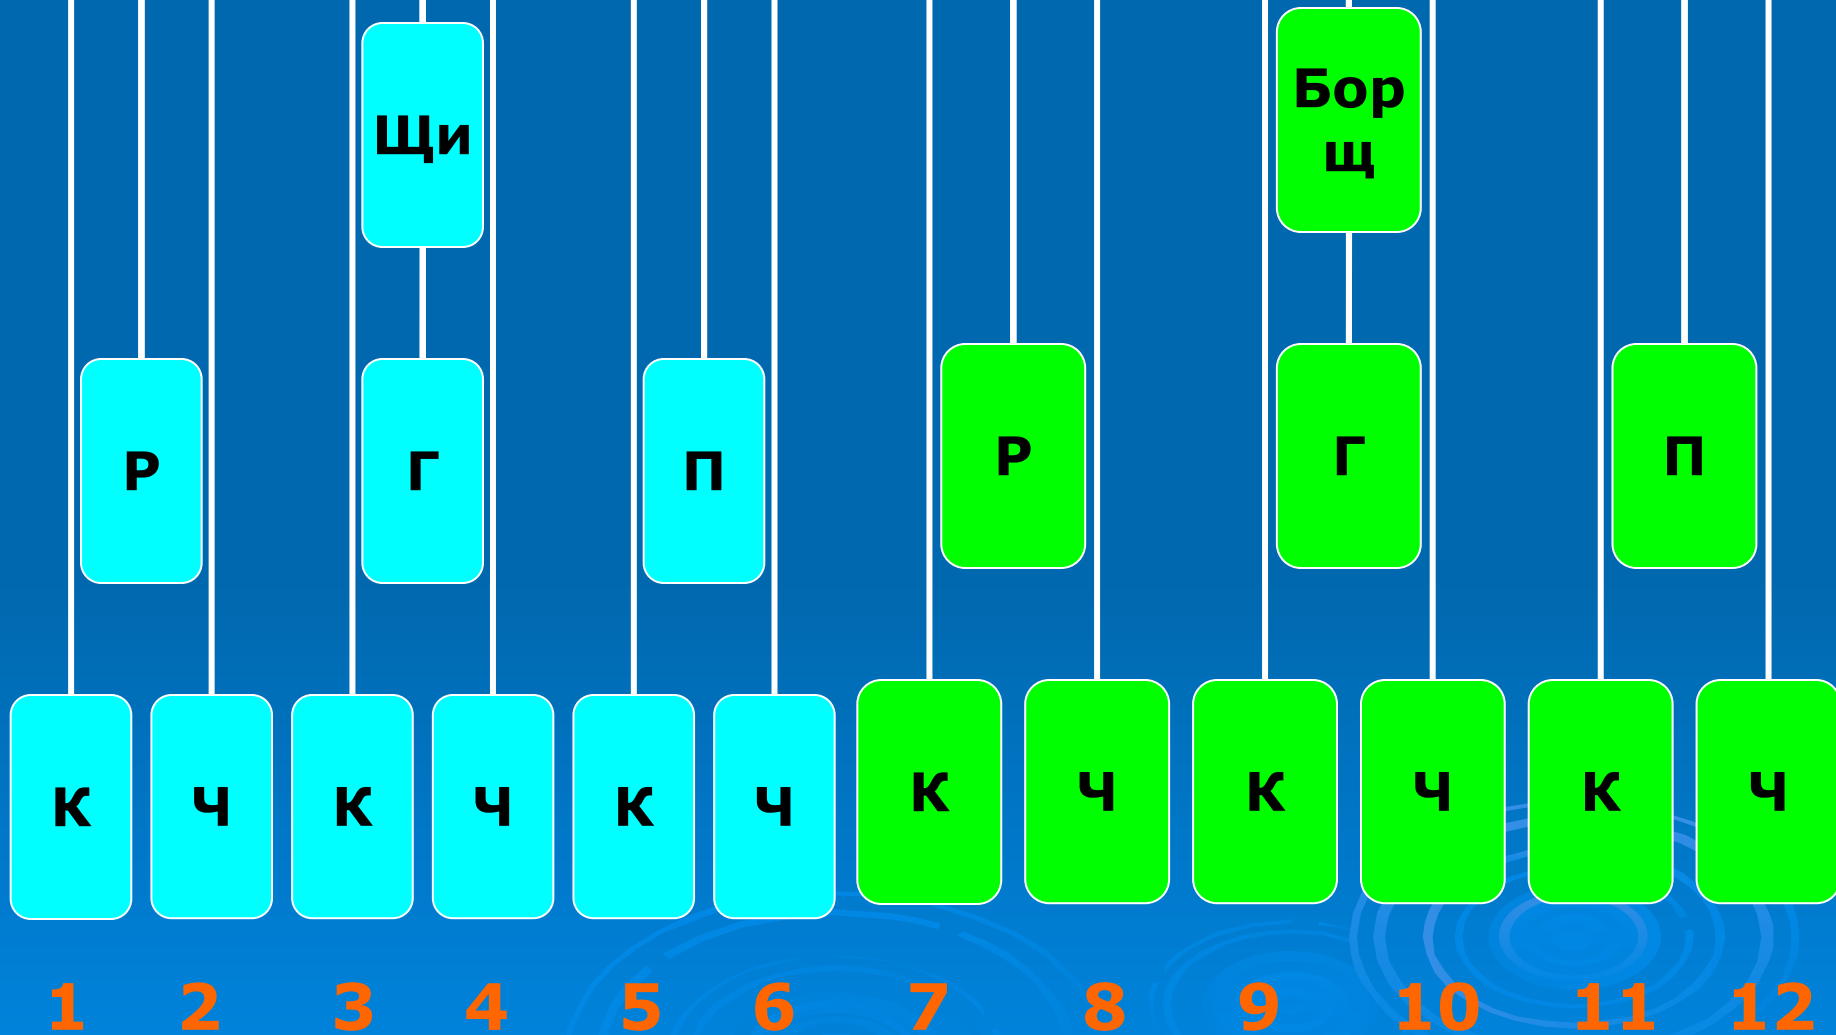 Щи
Бор
щ
Р Г П Р Г П
К Ч К Ч К Ч К Ч К Ч К Ч
1 2 3 4 5 6 7 8 9 10 11 12